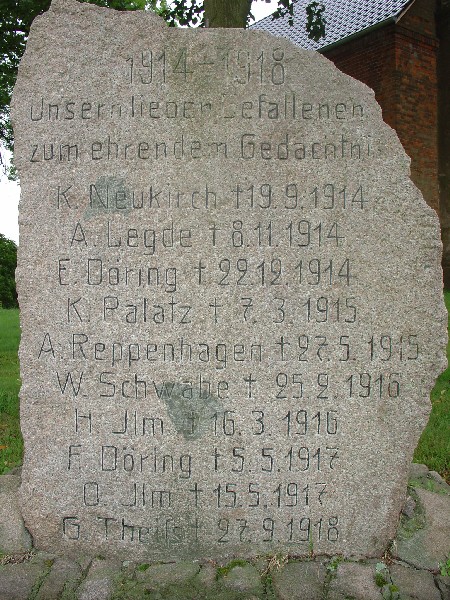 1914-1918
Unsern lieben Gefallenen
zum ehrendem Gedächtnis
K. Neukirch †19.9.1914
A. Legde † 8.11.1914
E. Döring † 22.12.1914
K. Palatz † 7.3.1915
A. Reppenhagen † 27.5.1915
W. Schwabe † 25.2.1916
H. Jlm † 16.3.1916
F. Döring † 5.5.1917
O. Jlm † 15.5.1917
G. Theifs † 27.9.1918